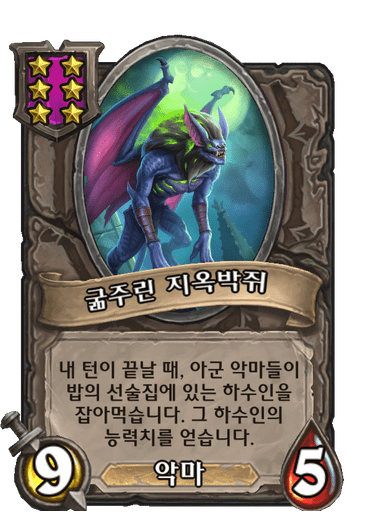 굶주린 지옥박쥐
내 턴이 끝날 때, 아군 악마들이
밥의 선술집에 있는 하수인을
잡아먹습니다. 그 하수인의
능력치를 얻습니다.
9
악마
5